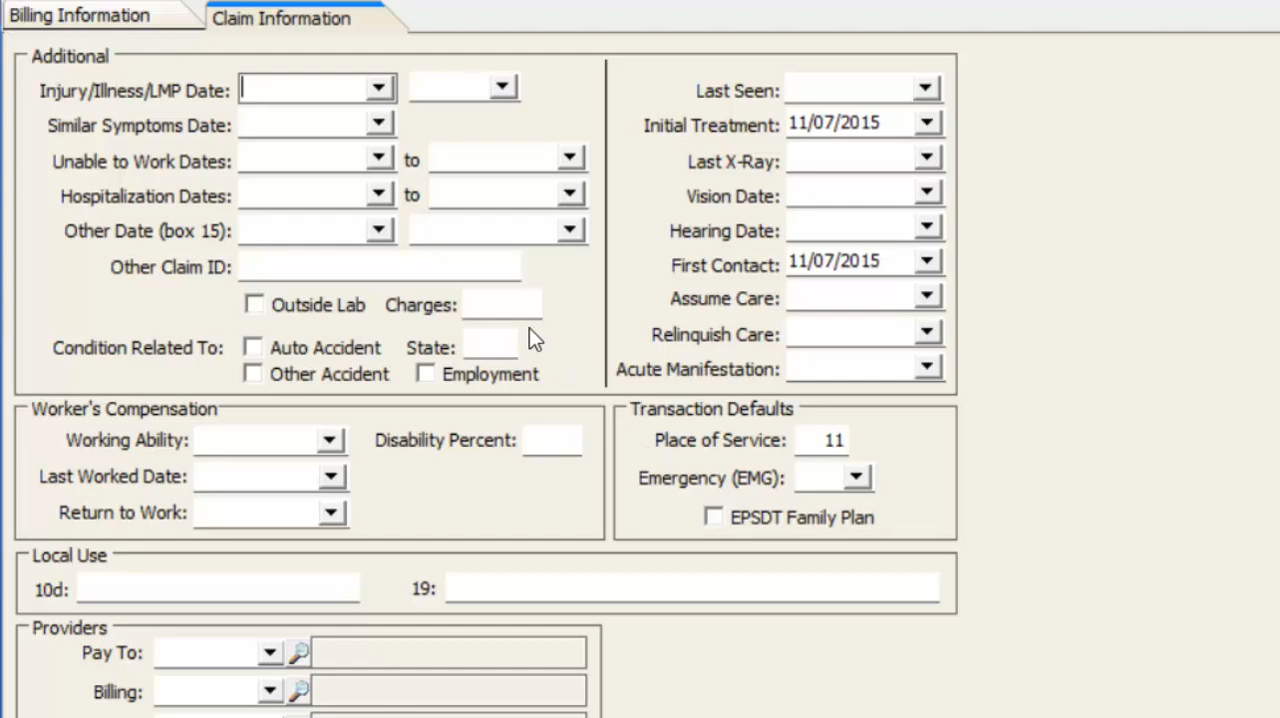 Billing Information
Claim Information
Additional
Injury/Illness/LMP Date:
Similar Symptoms Date:
Unable to Work Dates: to
Hospitalization Dates: to
Other Date (box 15):
Other Claim ID:
Outside Lab Charges:
Condition Related To: Auto Accident State:
Other Accident Employment
Last Seen:
Initial Treatment: 11/07/2015
Last X-Ray:
Vision Date:
Hearing Date:
First Contact: 11/07/2015
Assume Care:
Relinquish Care:
Acute Manifestation:
Worker's Compensation
Working Ability: Disability Percent:
Last Worked Date:
Return to Work:
Transaction Defaults
Place of Service: 11
Emergency (EMG):
EPSDT Family Plan
Local Use
10d: 19:
Providers
Pay To:
Billing: